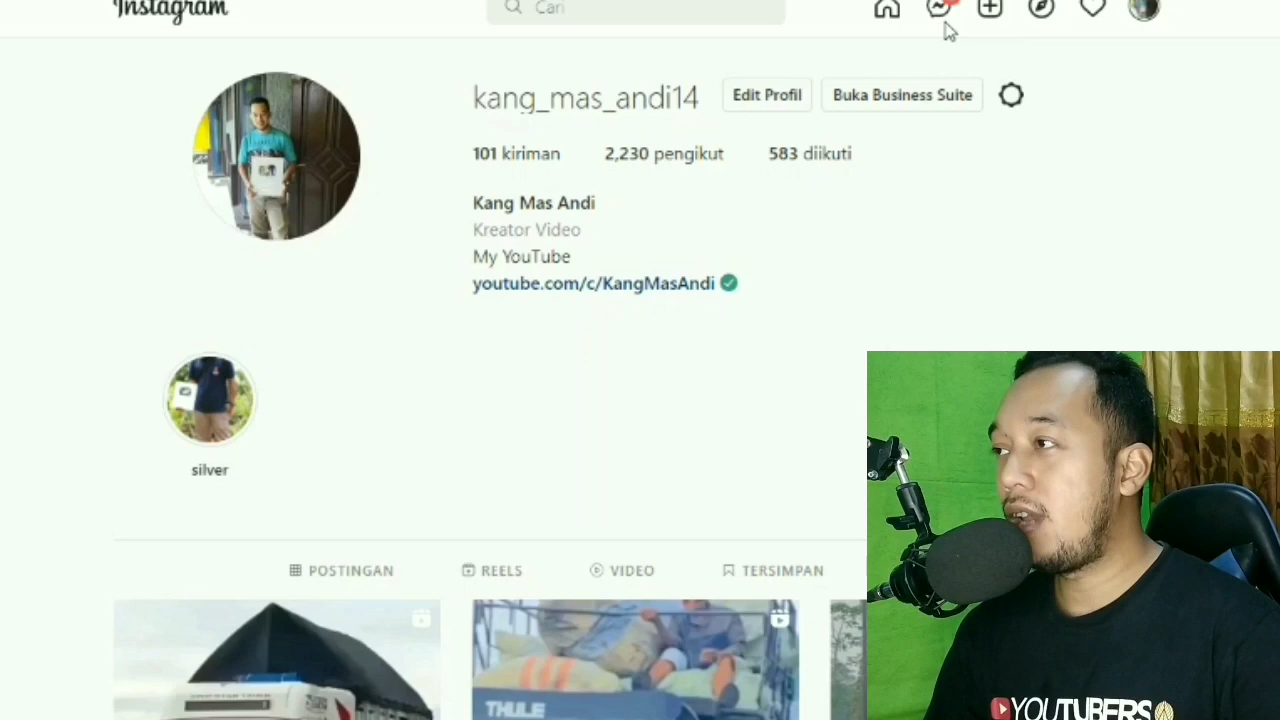 Instagram
Cari
kang_mas_andi14
Edit Profil
Buka Business Suite
101 kiriman
2,230 pengikut
583 diikuti
Kang Mas Andi
Kreator Video
My YouTube
youtube.com/c/KangMasAndi
silver
POSTINGAN
REELS
VIDEO
TERSIMPAN
THULE
YOUTUBERS